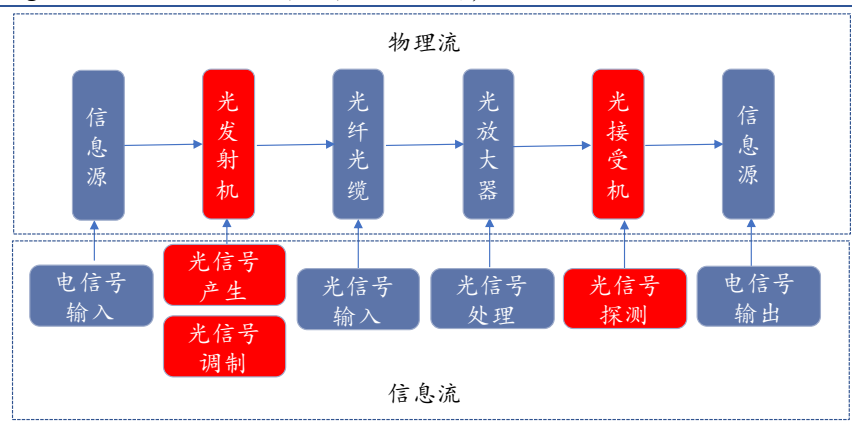 物理流
信息源
光发射机
光纤光缆
光放大器
光接受机
信息源
电信号
输入
光信号
产生
光信号
调制
光信号
输入
光信号
处理
光信号
探测
电信号
输出
信息流